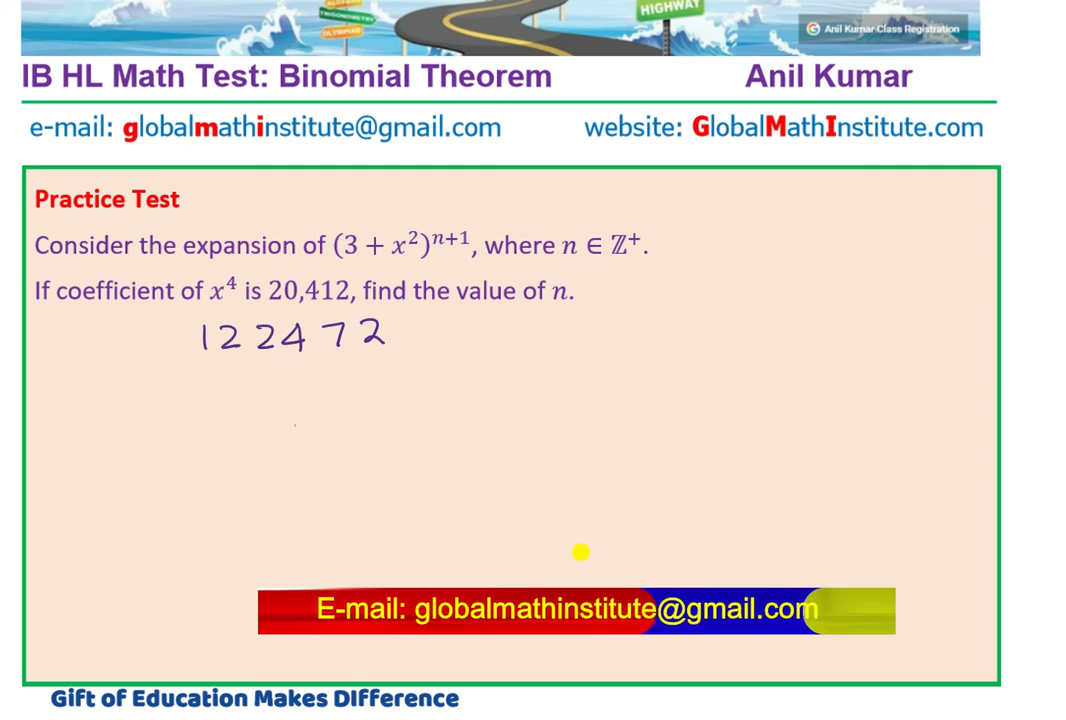 TRIGONOMETRY
OLYMPIAD
HIGHWAY
Anil Kumar Class Registration
IB HL Math Test: Binomial Theorem Anil Kumar
e-mail: globalmathinstitute@gmail.com website: GlobalMathInstitute.com
Practice Test
Consider the expansion of (3 + x²)ⁿ⁺¹, where n ∈ ℤ⁺.
If coefficient of x⁴ is 20,412, find the value of n.
122472
E-mail: globalmathinstitute@gmail.com
Gift of Education Makes DIfference